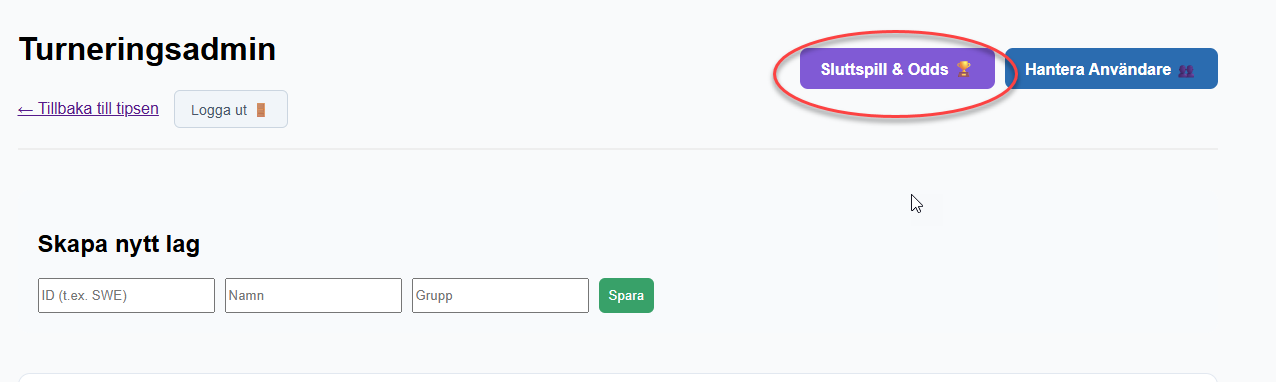 Turneringsadmin
Sluttspill & Odds 🏆
Hantera Användare 👥
← Tillbaka till tipsen
Logga ut 🚪
Skapa nytt lag
ID (t.ex. SWE)
Namn
Grupp
Spara